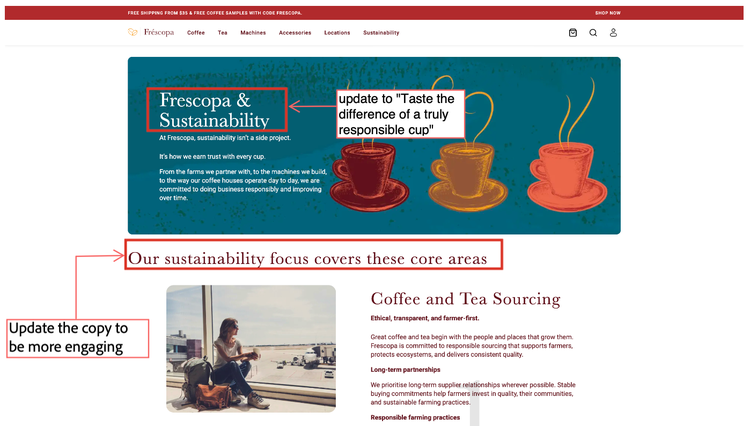 FREE SHIPPING FROM $35 & FREE COFFEE SAMPLES WITH CODE FRESCOPA.
SHOP NOW
Fréscopa
Coffee
Tea
Machines
Accessories
Locations
Sustainability
Frescopa &
Sustainability
update to "Taste the
difference of a truly
responsible cup"
At Frescopa, sustainability isn't a side project.
It's how we earn trust with every cup.
From the farms we partner with, to the machines we build,
to the way our coffee houses operate day to day, we are
committed to doing business responsibly and improving
over time.
Our sustainability focus covers these core areas
Update the copy to
be more engaging
Coffee and Tea Sourcing
Ethical, transparent, and farmer-first.
Great coffee and tea begin with the people and places that grow them.
Frescopa is committed to responsible sourcing that supports farmers,
protects ecosystems, and delivers consistent quality.
Long-term partnerships
We prioritise long-term supplier relationships wherever possible. Stable
buying commitments help farmers invest in quality, their communities,
and sustainable farming practices.
Responsible farming practices